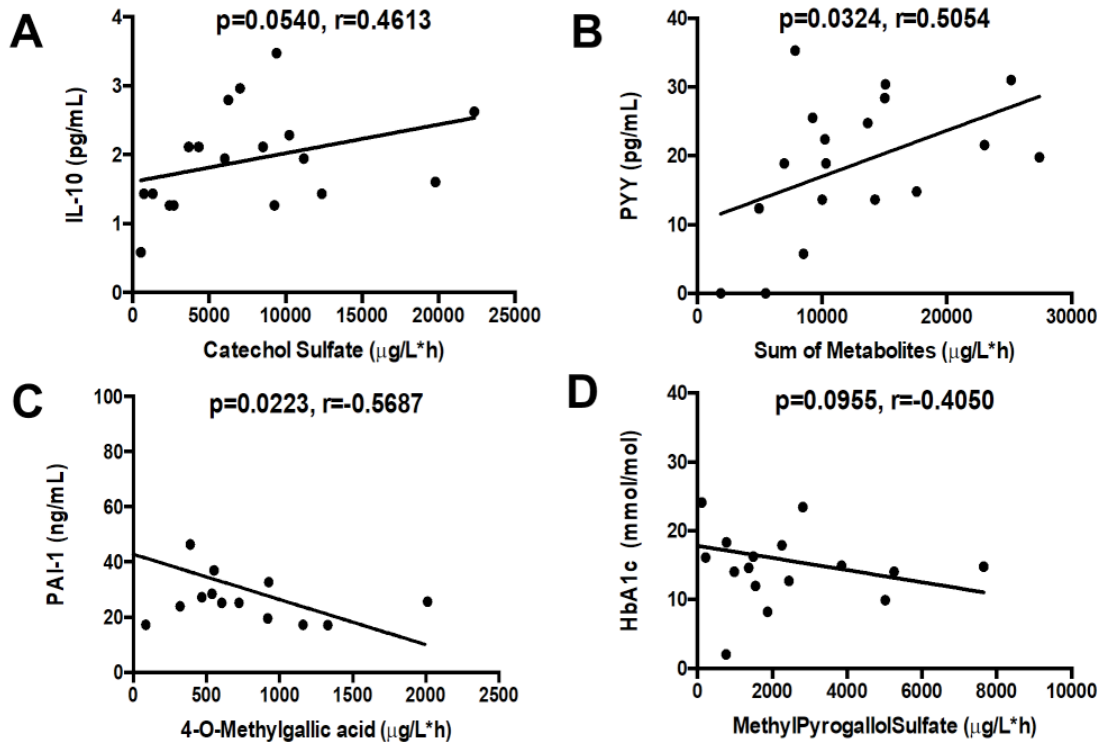 A
p=0.0540, r=0.4613
IL-10 (pg/mL)
4
3
2
1
0
0 5000 10000 15000 20000 25000
Catechol Sulfate (μg/L*h)
B
p=0.0324, r=0.5054
PYY (pg/mL)
40
30
20
10
0
0 10000 20000 30000
Sum of Metabolites (μg/L*h)
C
p=0.0223, r=-0.5687
PAI-1 (ng/mL)
100
80
60
40
20
0
0 500 1000 1500 2000 2500
4-O-Methylgallic acid (μg/L*h)
D
p=0.0955, r=-0.4050
HbA1c (mmol/mol)
40
30
20
10
0
0 2000 4000 6000 8000 10000
MethylPyrogallolSulfate (μg/L*h)